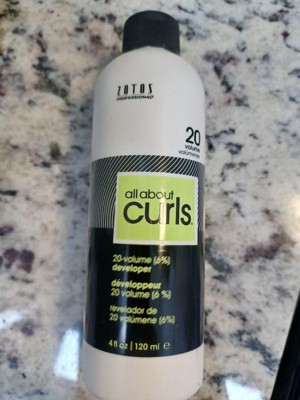 ZOTOS
PROFESSIONAL
20
volume
volúmenes
all about
curls.
20-volume (6%)
developer
développeur
20 volume (6 %)
revelador de
20 volúmene (6%)
4 fl oz | 120 ml ℮